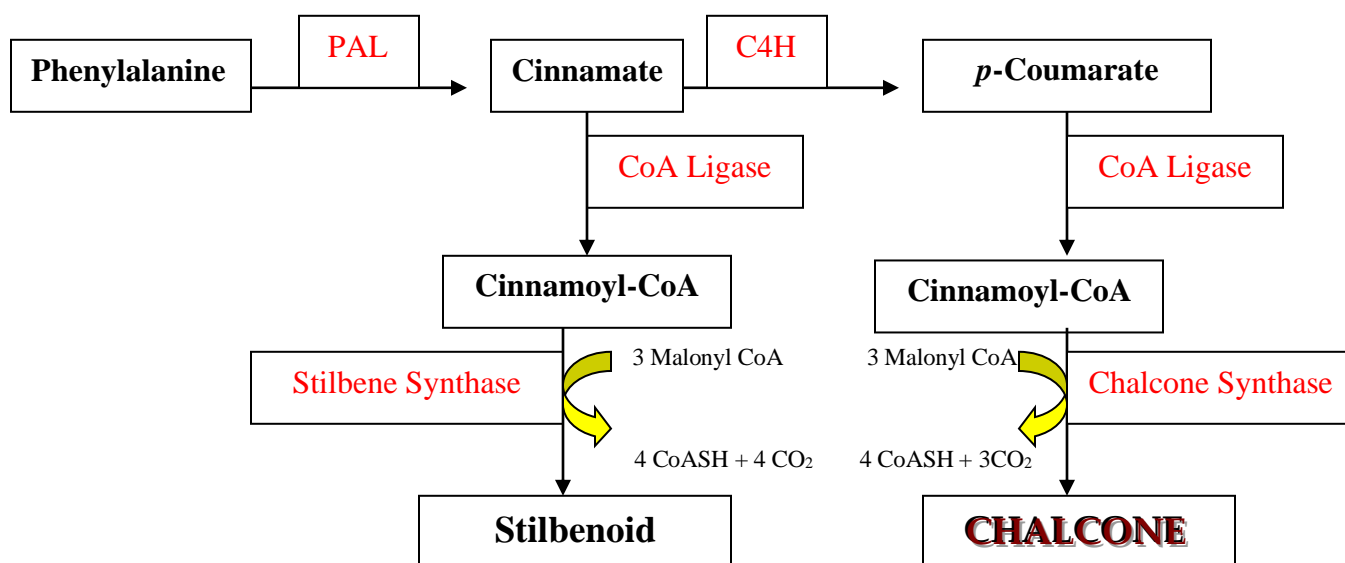 PAL
C4H
Phenylalanine
Cinnamate
p-Coumarate
CoA Ligase
CoA Ligase
Cinnamoyl-CoA
Cinnamoyl-CoA
Stilbene Synthase
3 Malonyl CoA
3 Malonyl CoA
Chalcone Synthase
4 CoASH + 4 CO₂
4 CoASH + 3CO₂
Stilbenoid
CHALCONE